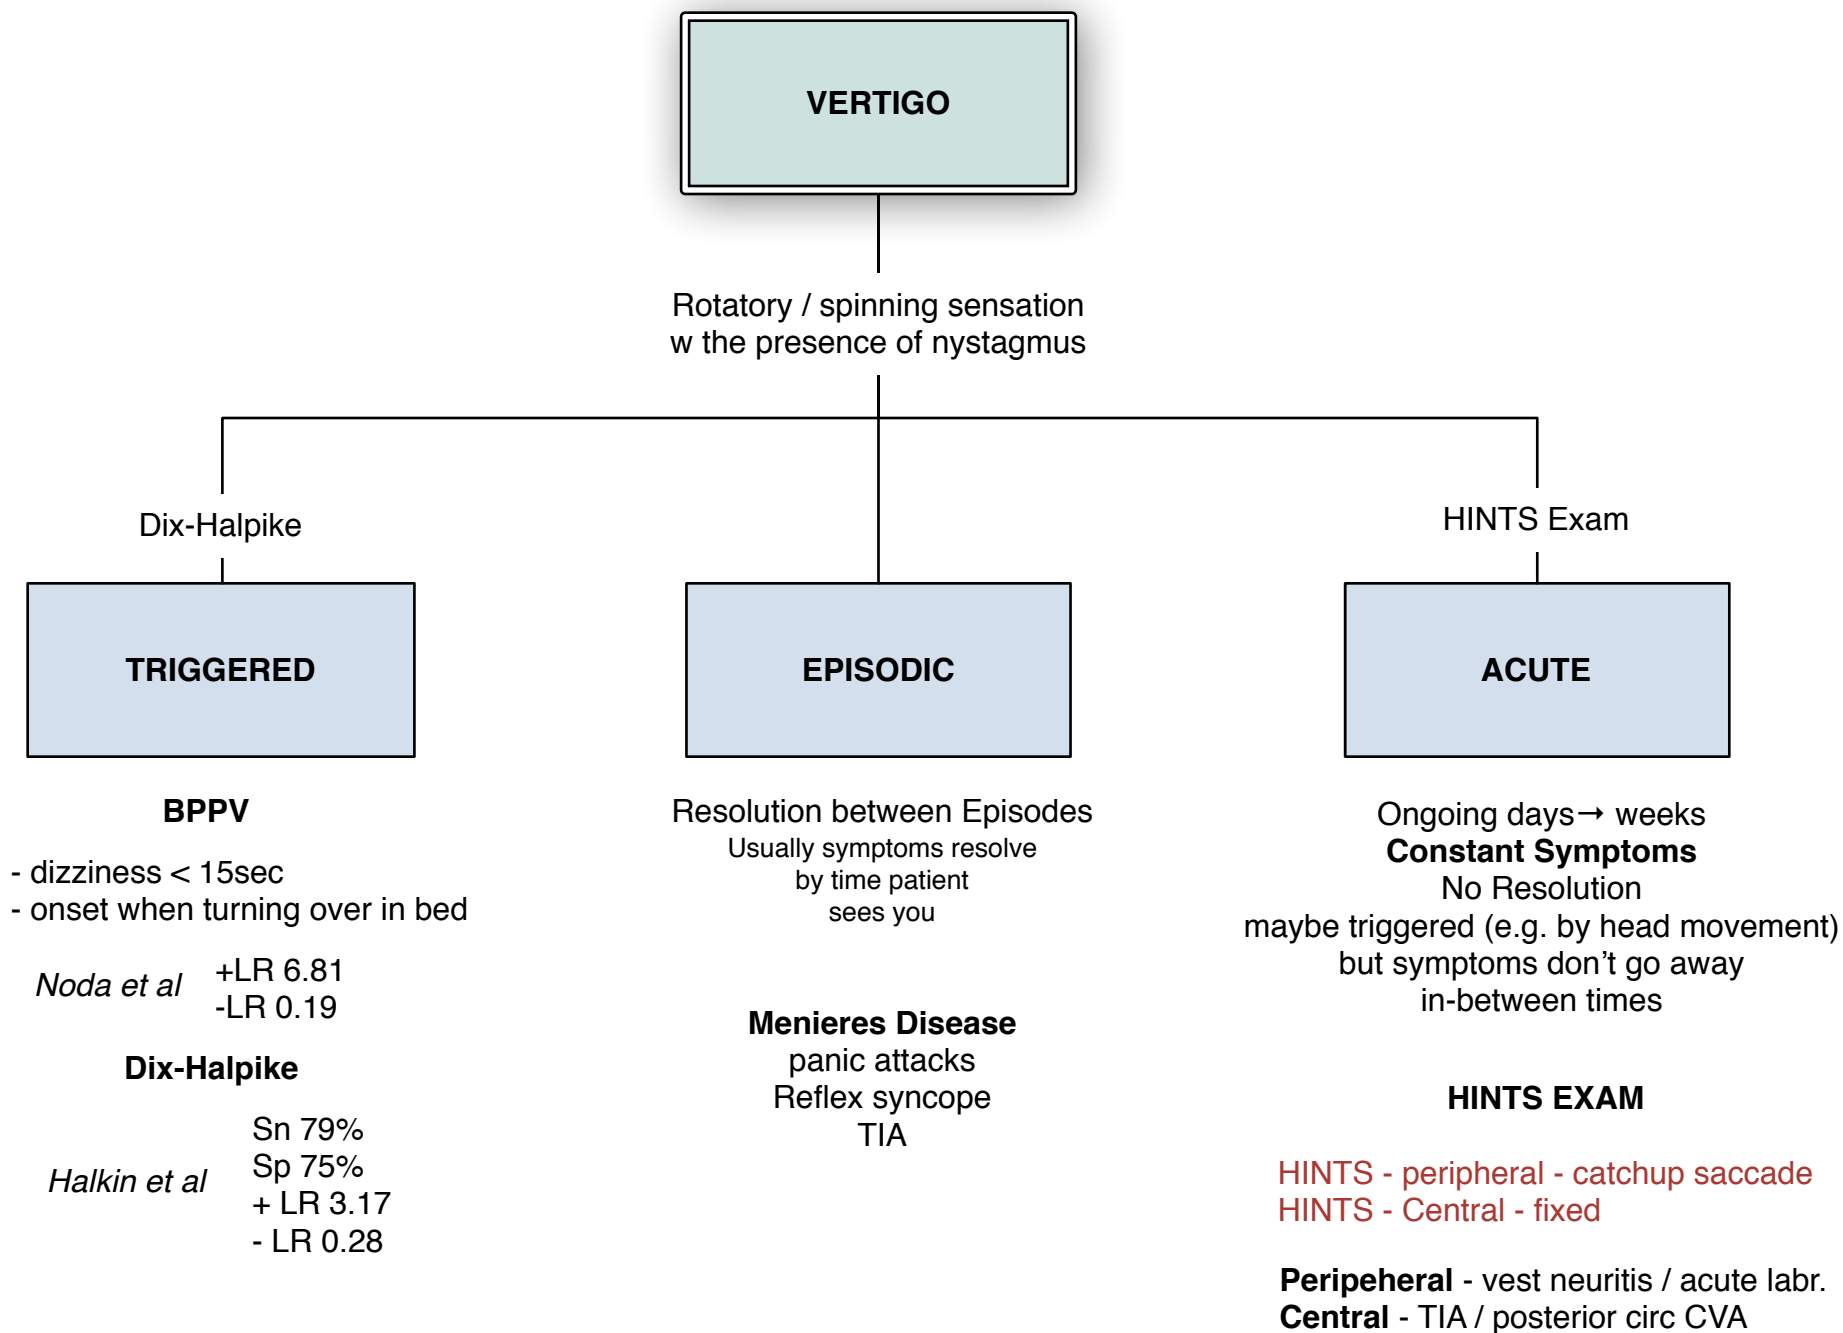 VERTIGO
Rotatory / spinning sensation
w the presence of nystagmus
Dix-Halpike
TRIGGERED
BPPV
- dizziness < 15sec
- onset when turning over in bed
Noda et al
+LR 6.81
-LR 0.19
Dix-Halpike
Halkin et al
Sn 79%
Sp 75%
+ LR 3.17
- LR 0.28
EPISODIC
Resolution between Episodes
Usually symptoms resolve
by time patient
sees you
Menieres Disease
panic attacks
Reflex syncope
TIA
HINTS Exam
ACUTE
Ongoing days→ weeks
Constant Symptoms
No Resolution
maybe triggered (e.g. by head movement)
but symptoms don’t go away
in-between times
HINTS EXAM
HINTS - peripheral - catchup saccade
HINTS - Central - fixed
Peripeheral - vest neuritis / acute labr.
Central - TIA / posterior circ CVA